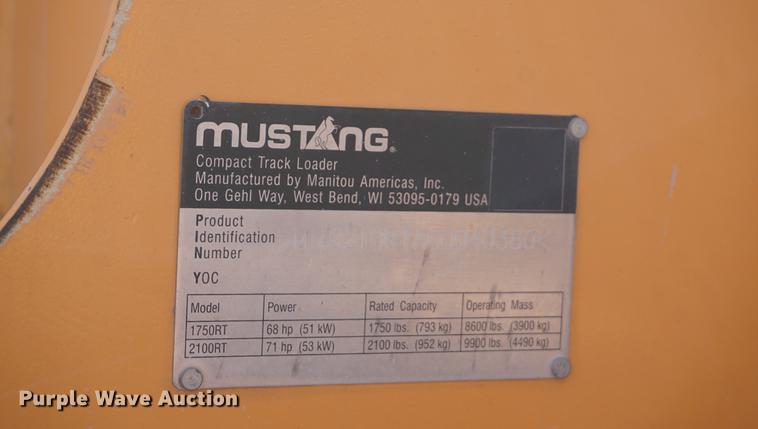 MUSTANG®
Compact Track Loader
Manufactured by Manitou Americas, Inc.
One Gehl Way, West Bend, WI 53095-0179 USA
Product
Identification
Number
YOC
Model Power Rated Capacity Operating Mass
1750RT 68 hp (51 kW) 1750 lbs. (793 kg) 8600 lbs. (3900 kg)
2100RT 71 hp (53 kW) 2100 lbs. (952 kg) 9900 lbs. (4490 kg)
Purple Wave Auction